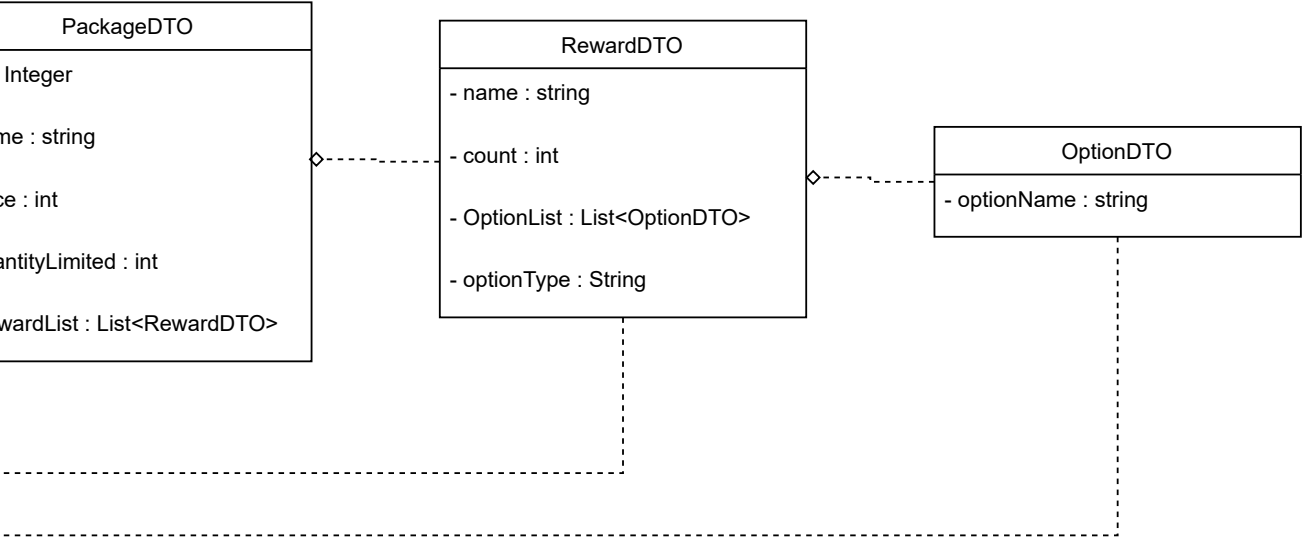 PackageDTO
Integer
me : string
ce : int
antityLimited : int
wardList : List<RewardDTO>
RewardDTO
- name : string
- count : int
- OptionList : List<OptionDTO>
- optionType : String
OptionDTO
- optionName : string